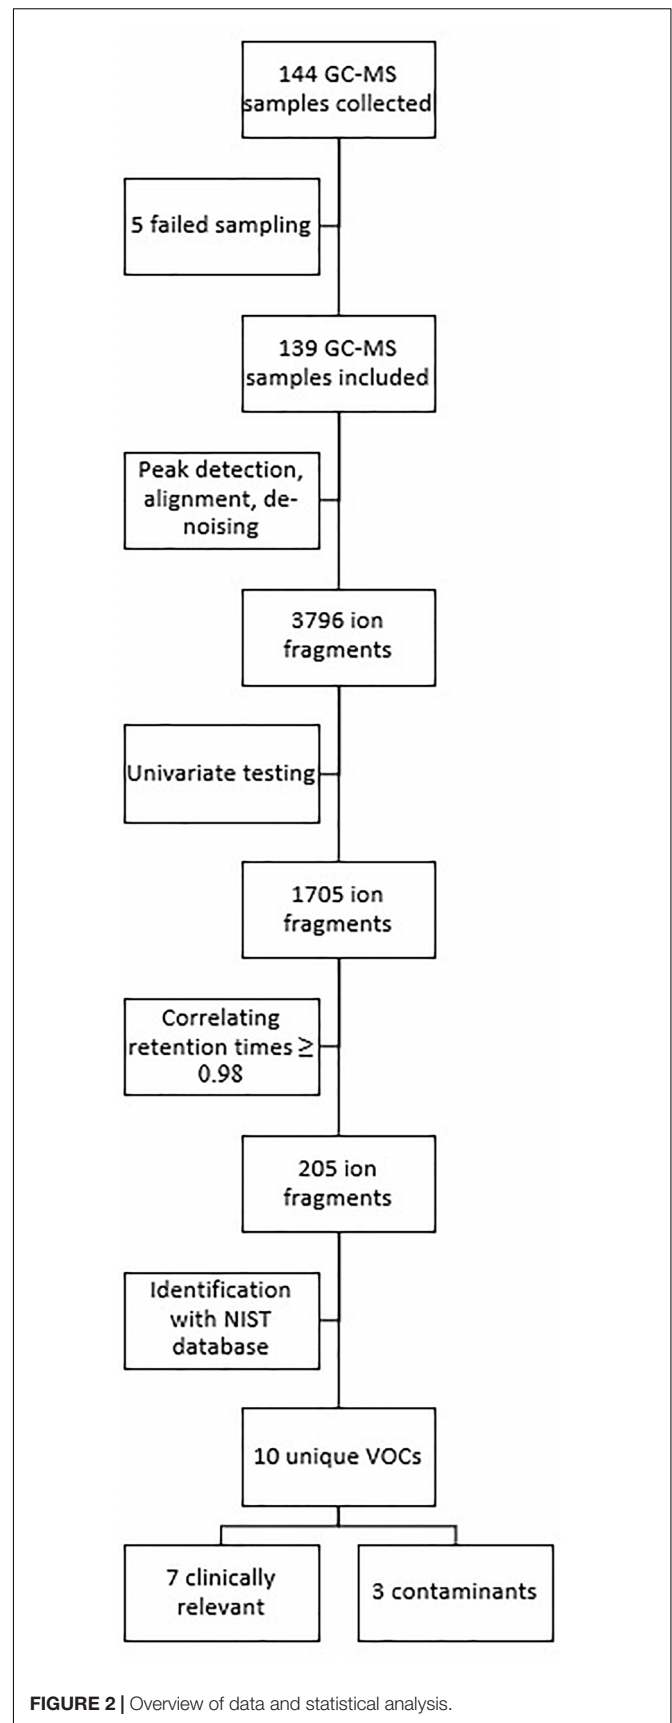 144 GC-MS
samples collected
5 failed sampling
139 GC-MS
samples included
Peak detection,
alignment, de-
noising
3796 ion
fragments
Univariate testing
1705 ion
fragments
Correlating
retention times ≥
0.98
205 ion
fragments
Identification
with NIST
database
10 unique VOCs
7 clinically
relevant
3 contaminants
FIGURE 2 | Overview of data and statistical analysis.